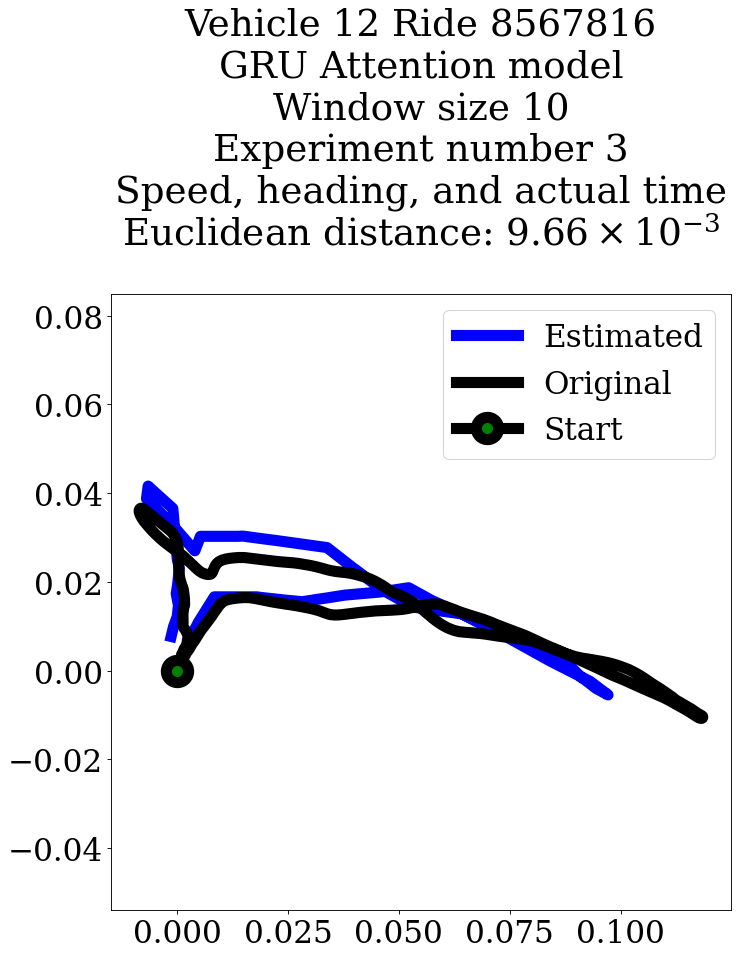 Vehicle 12 Ride 8567816
GRU Attention model
Window size 10
Experiment number 3
Speed, heading, and actual time
Euclidean distance: 9.66 × 10⁻³
Estimated
Original
Start
0.08
0.06
0.04
0.02
0.00
−0.02
−0.04
0.000 0.025 0.050 0.075 0.100